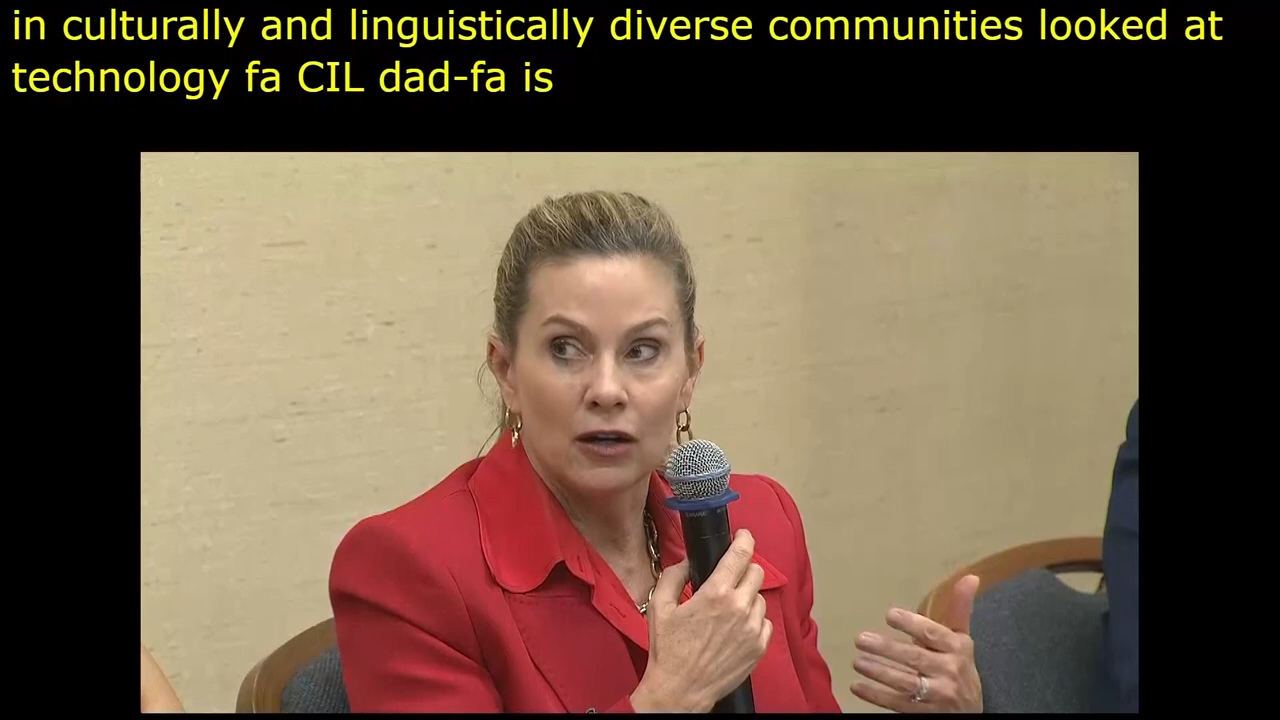 in culturally and linguistically diverse communities looked at
technology fa CIL dad-fa is